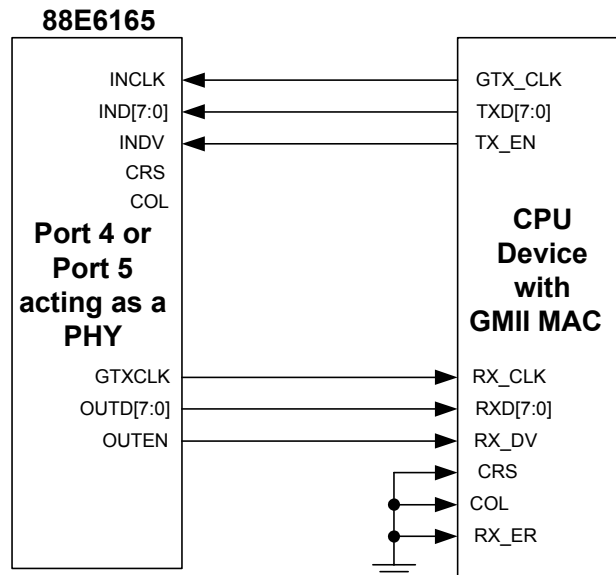 88E6165
INCLK
IND[7:0]
INDV
CRS
COL
Port 4 or
Port 5
acting as a
PHY
GTXCLK
OUTD[7:0]
OUTEN
GTX_CLK
TXD[7:0]
TX_EN
CPU
Device
with
GMII MAC
RX_CLK
RXD[7:0]
RX_DV
CRS
COL
RX_ER